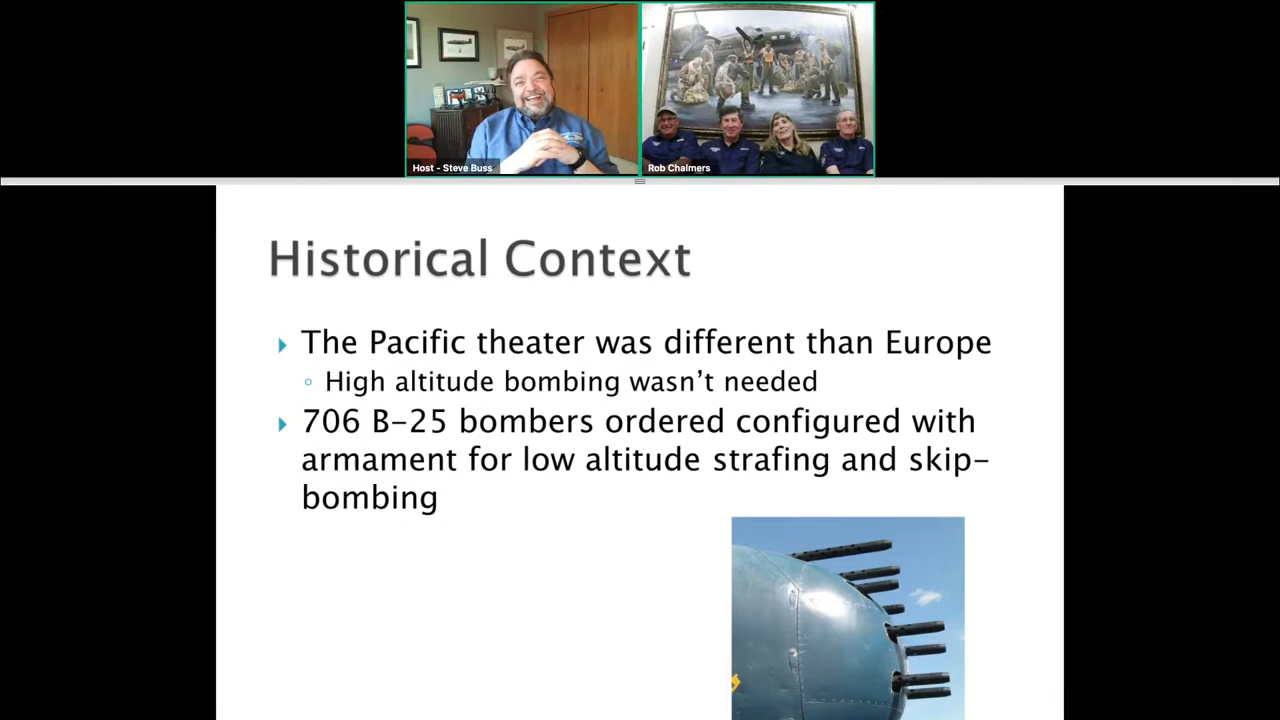 Host - Steve Buss
Rob Chalmers
Historical Context
The Pacific theater was different than Europe
High altitude bombing wasn't needed
706 B-25 bombers ordered configured with
armament for low altitude strafing and skip-
bombing